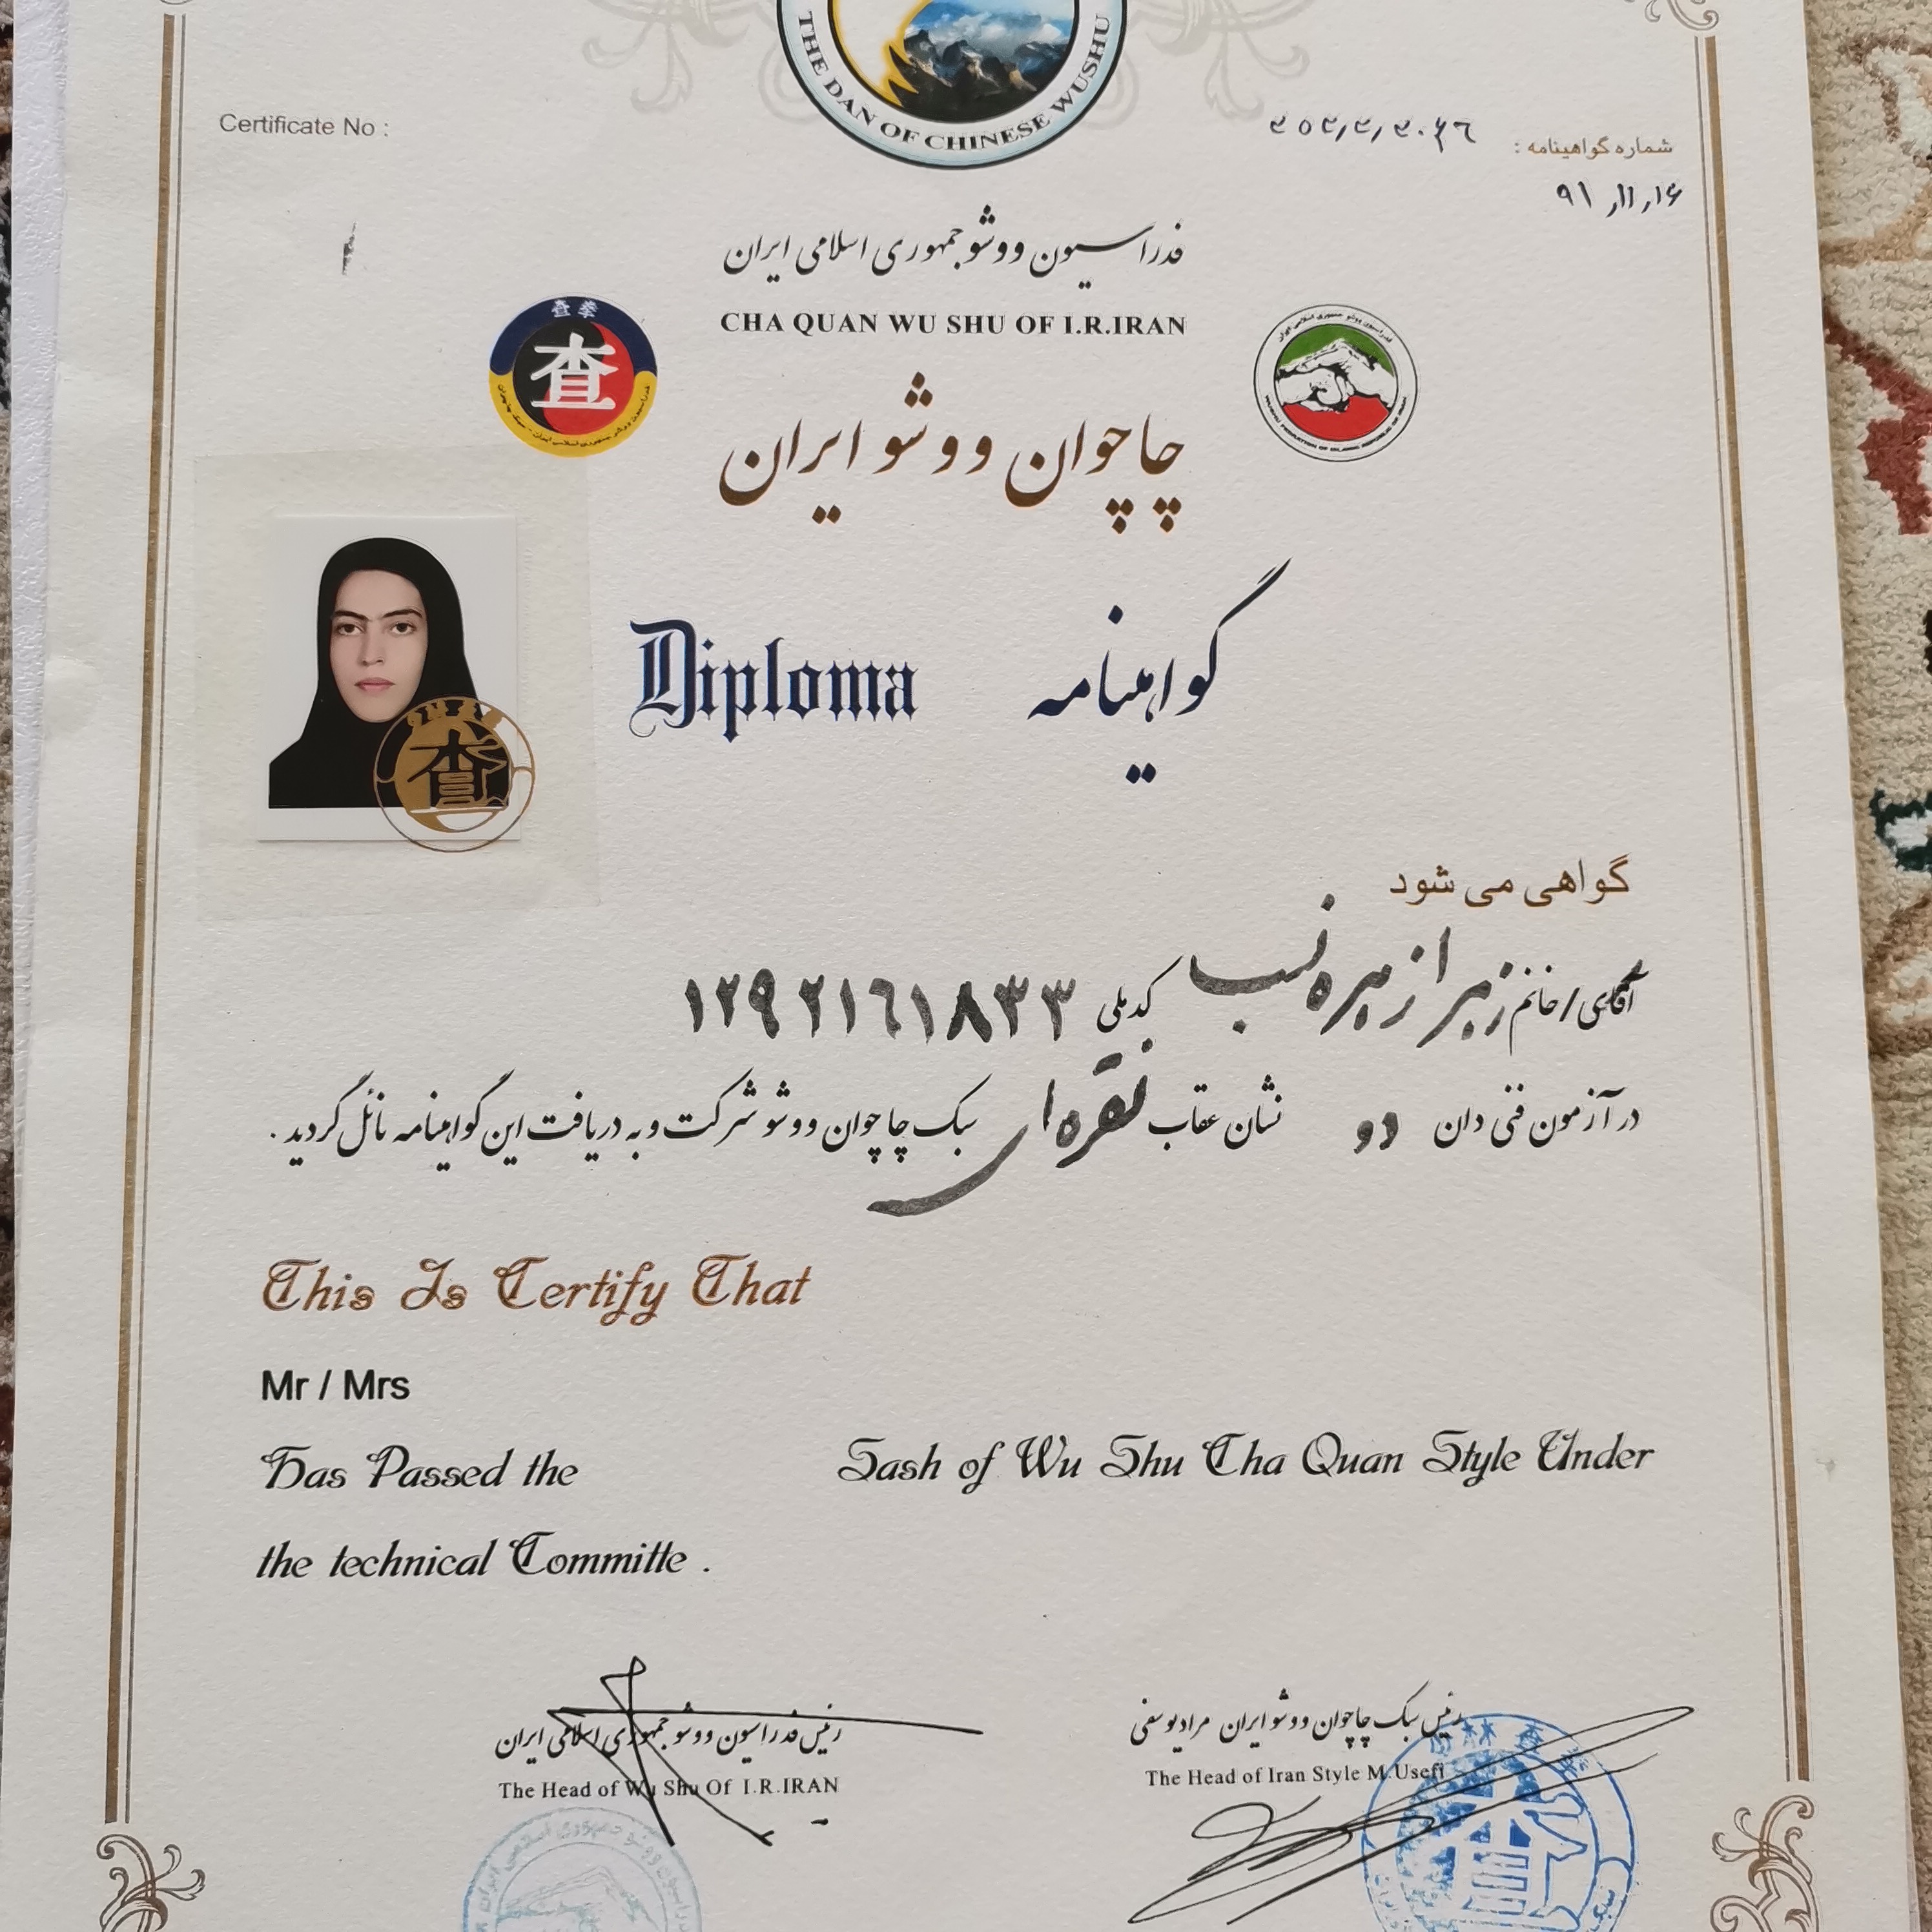 THE DAN OF CHINESE WUSHU
Certificate No :
شماره گواهینامه :
۹۱/۱۱/۱۶
فدراسیون ووشو جمهوری اسلامی ایران
CHA QUAN WU SHU OF I.R.IRAN
查拳
查
چاچوان ووشو ایران
Diploma گواهینامه
گواهی می شود
آقای/خانم زهرا زهره نسب کد ملی ۱۲۹۲۱۶۱۸۳۳
در آزمون فنی دان دو نشان عقاب نقره ای سبک چاچوان ووشو شرکت و به دریافت این گواهینامه نائل گردید.
This Is Certify That
Mr / Mrs
Has Passed the Sash of Wu Shu Cha Quan Style Under
the technical Committe .
رئیس فدراسیون ووشو جمهوری اسلامی ایران
The Head of Wu Shu Of I.R.IRAN
رئیس سبک چاچوان ووشو ایران مراد یوسفی
The Head of Iran Style M.Usefi